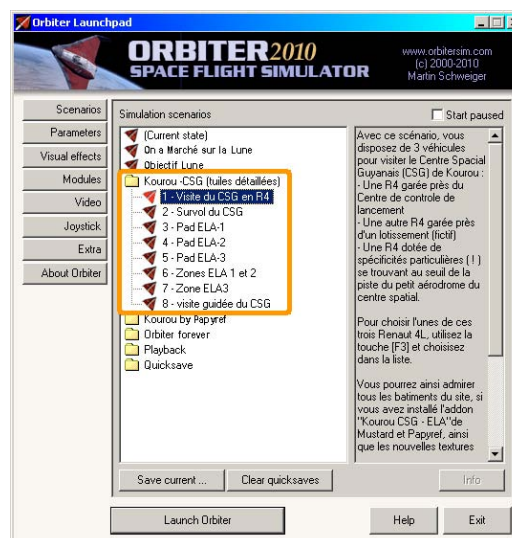 Orbiter Launchpad
ORBITER2010
SPACE FLIGHT SIMULATOR
www.orbitersim.com
(c) 2000-2010
Martin Schweiger
Scenarios
Parameters
Visual effects
Modules
Video
Joystick
Extra
About Orbiter
Simulation scenarios
Start paused
(Current state)
On a Marché sur la Lune
Objectif Lune
Kourou -CSG (tuiles détaillées)
1 - Visite du CSG en R4
2 - Survol du CSG
3 - Pad ELA-1
4 - Pad ELA-2
5 - Pad ELA-3
6 - Zones ELA 1 et 2
7 - Zone ELA3
8 - visite guidée du CSG
Kourou by Papyref
Orbiter forever
Playback
Quicksave
Avec ce scénario, vous
disposez de 3 véhicules
pour visiter le Centre Spacial
Guyanais (CSG) de Kourou :
- Une R4 garée près du
Centre de controle de
lancement
- Une autre R4 garée près
d'un lotissement (fictif)
- Une R4 dotée de
spécificités particulières ( ! )
se trouvant au seuil de la
piste du petit aérodrome du
centre spatial.
Pour choisir l'unes de ces
trois Renaut 4L, utilisez la
touche [F3] et choisisez
dans la liste.
Vous pourrez ainsi admirer
tous les batiments du site, si
vous avez installé l'addon
"Kourou CSG - ELA"de
Mustard et Papyref, ainsi
que les nouvelles textures
Save current ...
Clear quicksaves
Info
Launch Orbiter
Help
Exit